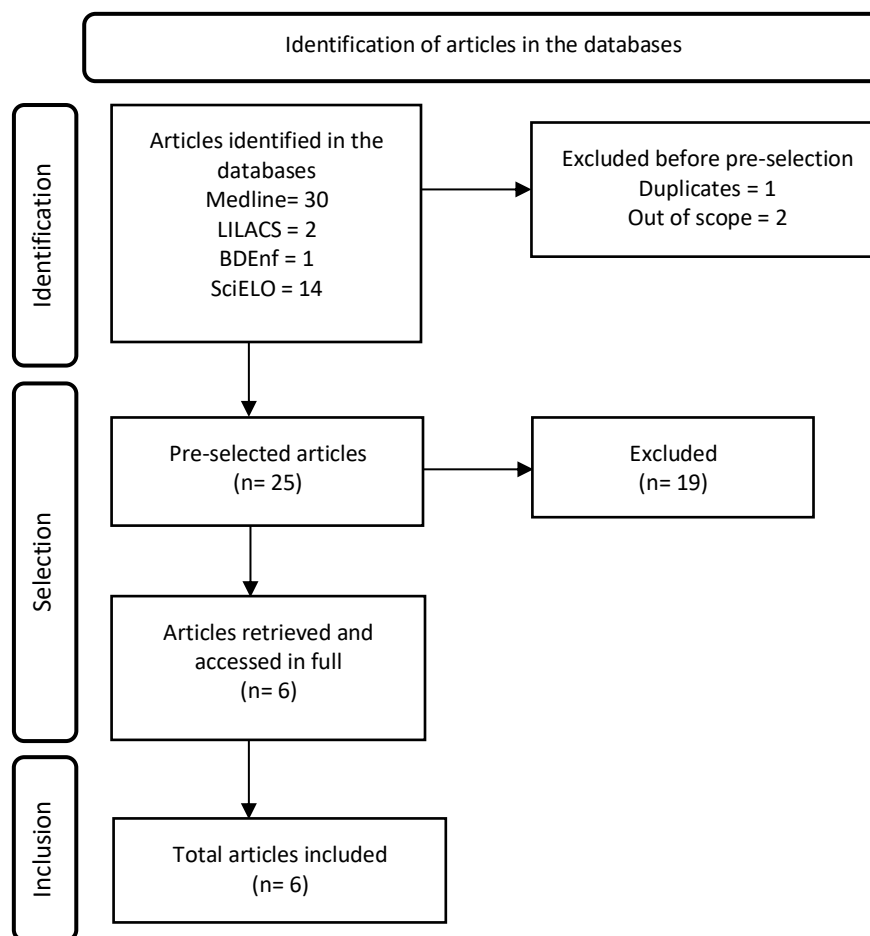 Identification of articles in the databases
Identification
Articles identified in the
databases
Medline= 30
LILACS = 2
BDEnf = 1
SciELO = 14
Excluded before pre-selection
Duplicates = 1
Out of scope = 2
Selection
Pre-selected articles
(n= 25)
Excluded
(n= 19)
Articles retrieved and
accessed in full
(n= 6)
Inclusion
Total articles included
(n= 6)